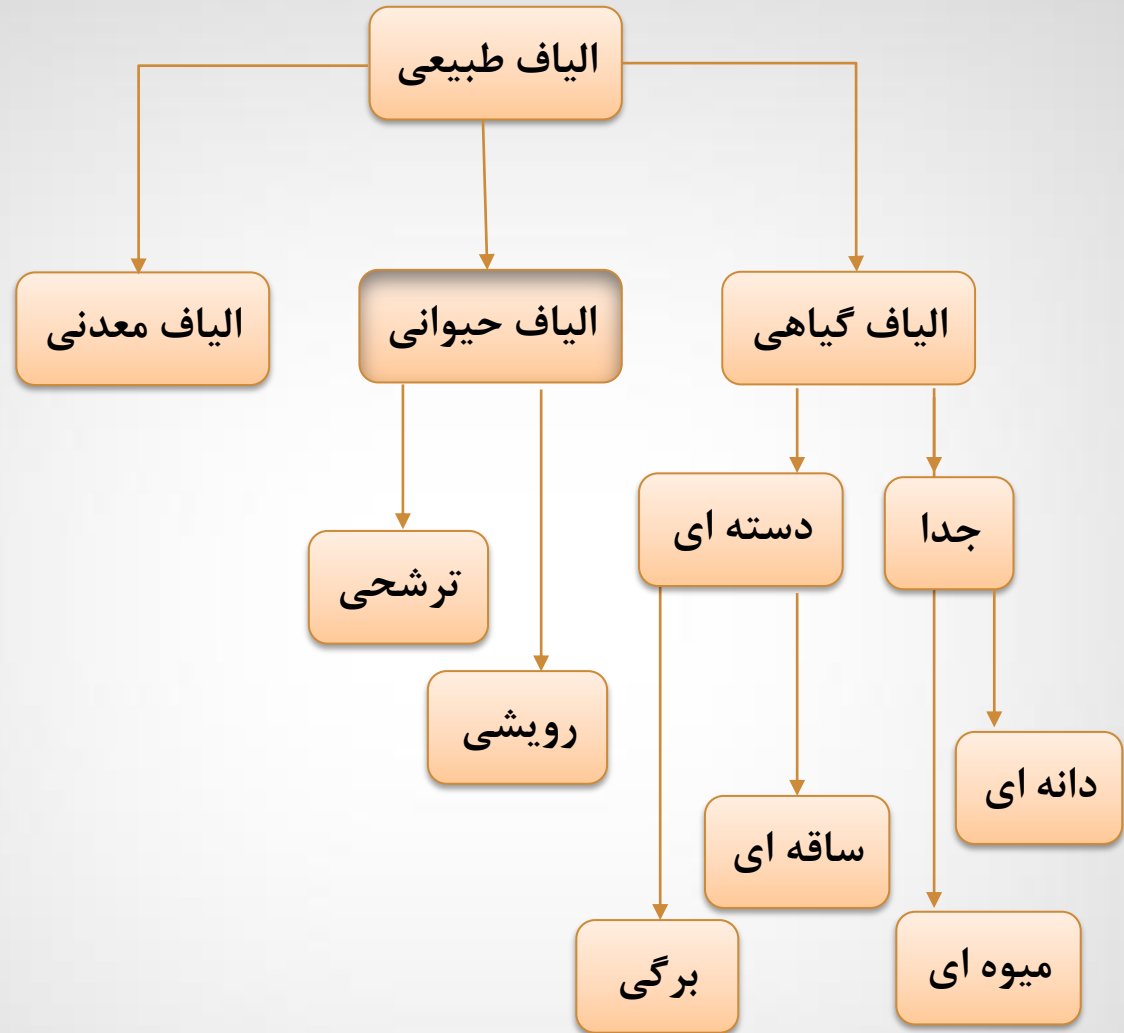 الیاف طبیعی
الیاف گیاهی
الیاف حیوانی
الیاف معدنی
جدا
دسته ای
ترشحی
رویشی
دانه ای
ساقه ای
میوه ای
برگی